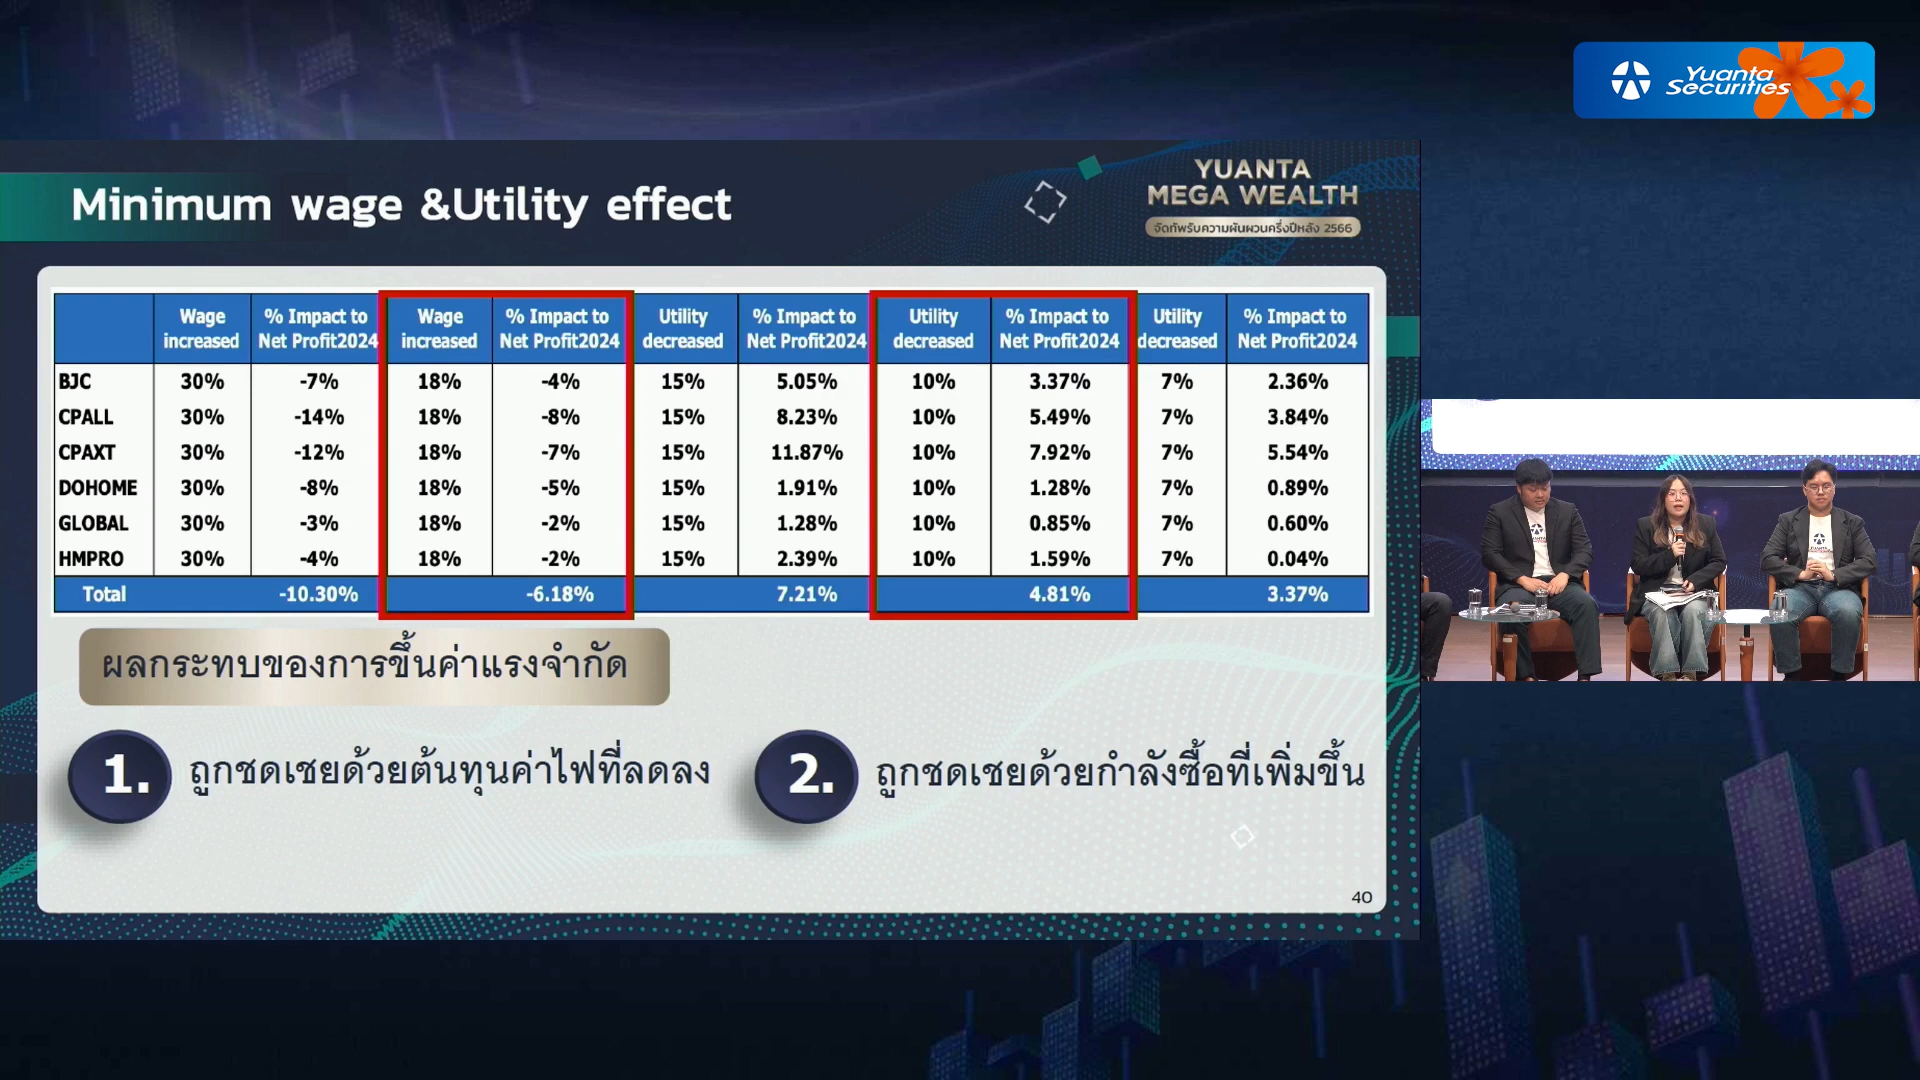 Yuanta
Securities
Minimum wage &Utility effect
YUANTA
MEGA WEALTH
จัดทัพรับความผันผวนครึ่งปีหลัง 2566
Wage increased % Impact to Net Profit2024 Wage increased % Impact to Net Profit2024 Utility decreased % Impact to Net Profit2024 Utility decreased % Impact to Net Profit2024 Utility decreased % Impact to Net Profit2024
BJC 30% -7% 18% -4% 15% 5.05% 10% 3.37% 7% 2.36%
CPALL 30% -14% 18% -8% 15% 8.23% 10% 5.49% 7% 3.84%
CPAXT 30% -12% 18% -7% 15% 11.87% 10% 7.92% 7% 5.54%
DOHOME 30% -8% 18% -5% 15% 1.91% 10% 1.28% 7% 0.89%
GLOBAL 30% -3% 18% -2% 15% 1.28% 10% 0.85% 7% 0.60%
HMPRO 30% -4% 18% -2% 15% 2.39% 10% 1.59% 7% 0.04%
Total -10.30% -6.18% 7.21% 4.81% 3.37%
ผลกระทบของการขึ้นค่าแรงจำกัด
1. ถูกชดเชยด้วยต้นทุนค่าไฟที่ลดลง
2. ถูกชดเชยด้วยกำลังซื้อที่เพิ่มขึ้น
40